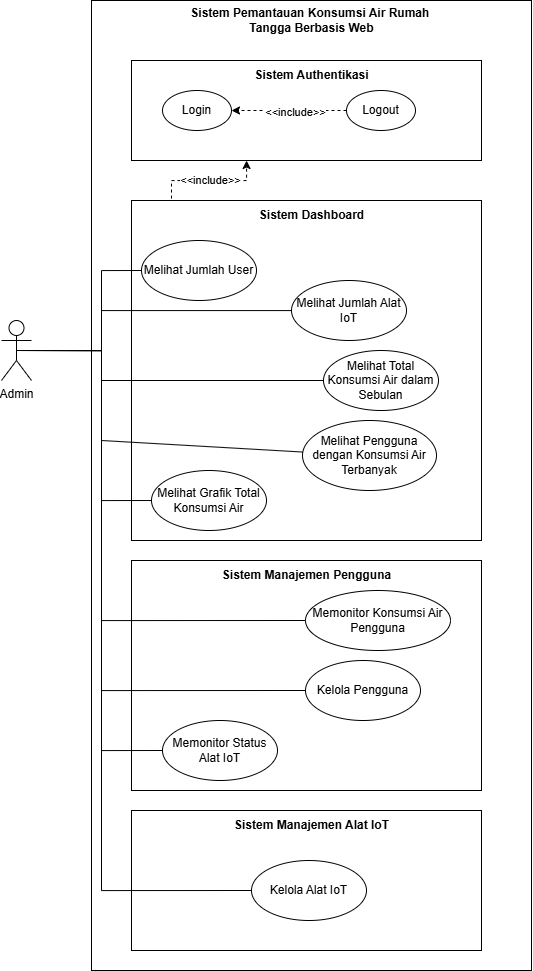 Sistem Pemantauan Konsumsi Air Rumah
Tangga Berbasis Web
Sistem Authentikasi
Login
<<include>>
Logout
<<include>>
Sistem Dashboard
Melihat Jumlah User
Melihat Jumlah Alat
IoT
Admin
Melihat Total
Konsumsi Air dalam
Sebulan
Melihat Pengguna
dengan Konsumsi Air
Terbanyak
Melihat Grafik Total
Konsumsi Air
Sistem Manajemen Pengguna
Memonitor Konsumsi Air
Pengguna
Kelola Pengguna
Memonitor Status
Alat IoT
Sistem Manajemen Alat IoT
Kelola Alat IoT